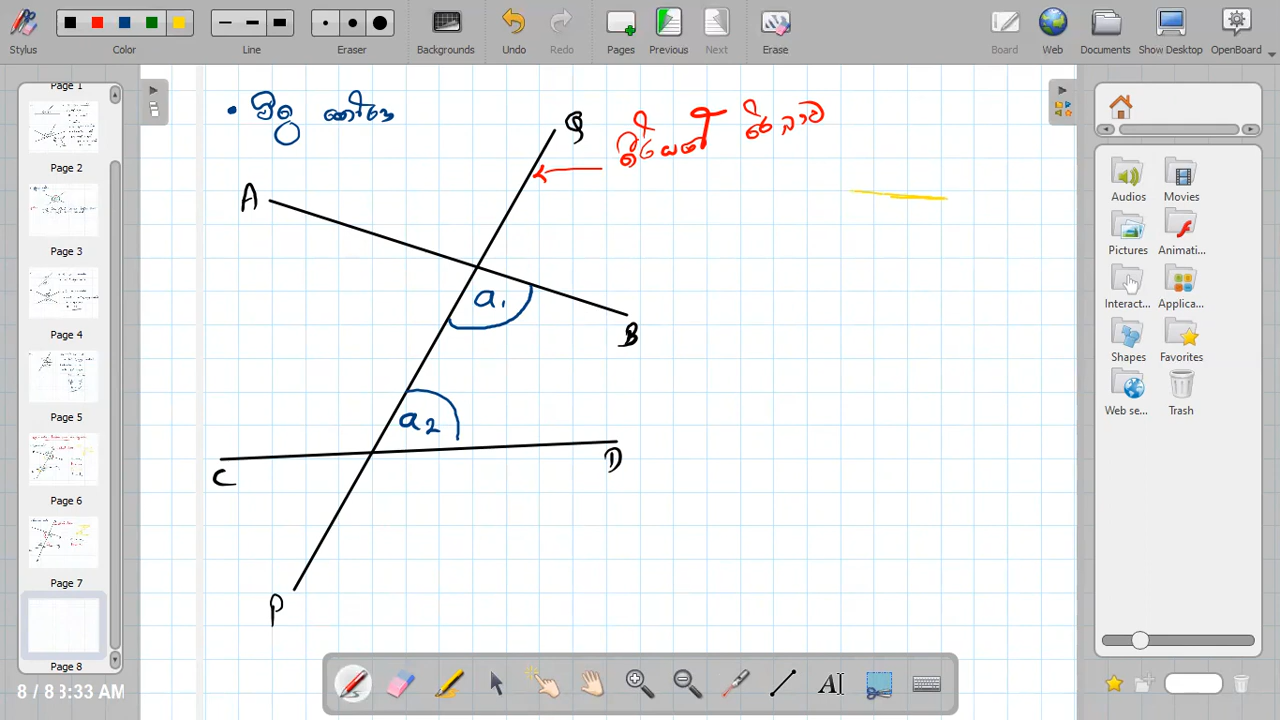 Stylus
Color
Line
Eraser
Backgrounds
Undo
Redo
Pages
Previous
Next
Erase
Board
Web
Documents
Show Desktop
OpenBoard
Page 1
Page 2
Page 3
Page 4
Page 5
Page 6
Page 7
Page 8
8 / 8
3:33 AM
• මිත්‍ර කෝණ
තීර්යක් රේඛාව
Q
A
a₁
B
a₂
C
D
P
Audios
Movies
Pictures
Animati...
Interact...
Applica...
Shapes
Favorites
Web se...
Trash